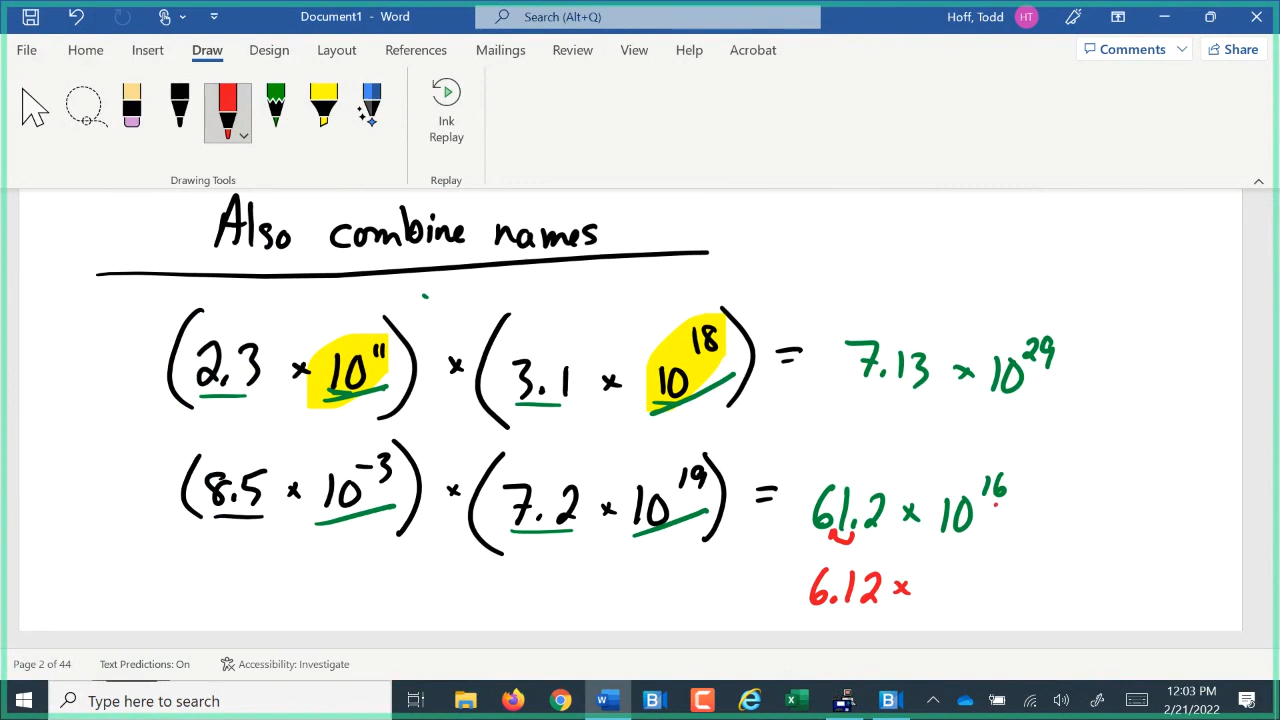 Document1 - Word
Search (Alt+Q)
Hoff, Todd HT
File Home Insert Draw Design Layout References Mailings Review View Help Acrobat Comments Share
Ink Replay
Drawing Tools Replay
Also combine names
(2.3 × 10¹¹) × (3.1 × 10¹⁸) = 7.13 × 10²⁹
(8.5 × 10⁻³) × (7.2 × 10¹⁹) = 61.2 × 10¹⁶
6.12 ×
Page 2 of 44 Text Predictions: On Accessibility: Investigate
Type here to search
12:03 PM
2/21/2022